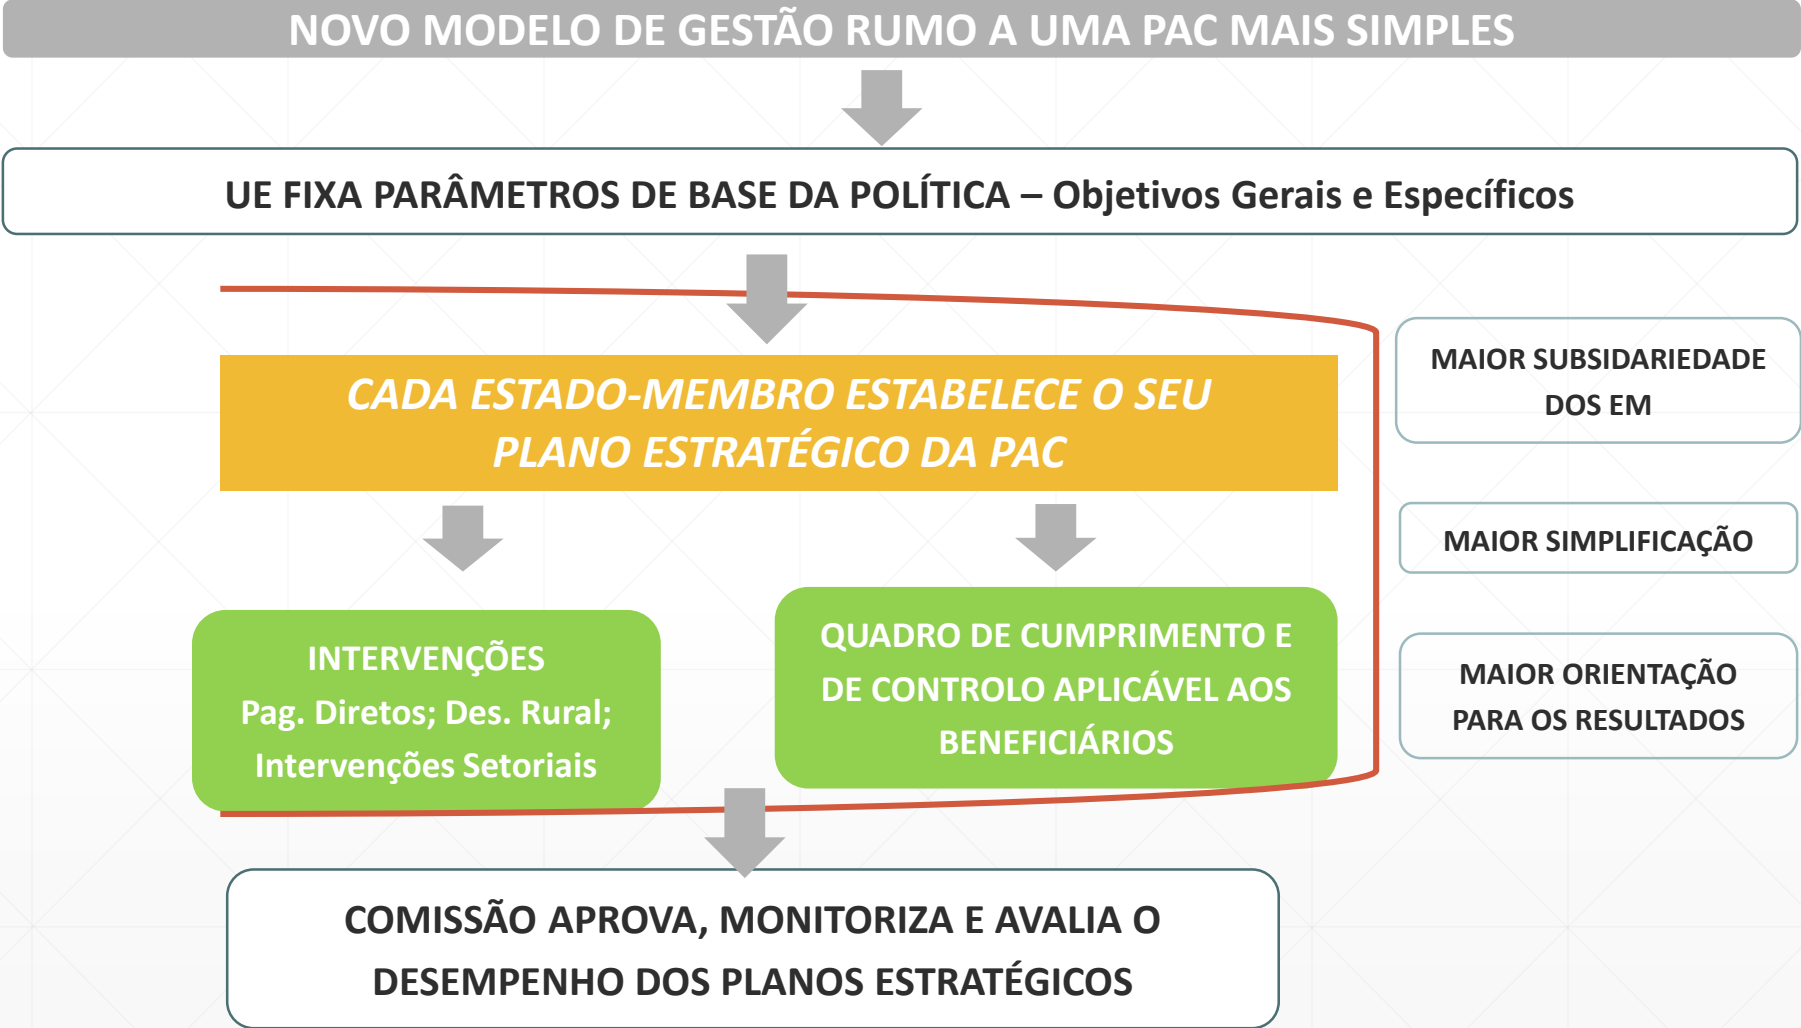 NOVO MODELO DE GESTÃO RUMO A UMA PAC MAIS SIMPLES
UE FIXA PARÂMETROS DE BASE DA POLÍTICA – Objetivos Gerais e Específicos
CADA ESTADO-MEMBRO ESTABELECE O SEU
PLANO ESTRATÉGICO DA PAC
INTERVENÇÕES
Pag. Diretos; Des. Rural;
Intervenções Setoriais
QUADRO DE CUMPRIMENTO E
DE CONTROLO APLICÁVEL AOS
BENEFICIÁRIOS
MAIOR SUBSIDARIEDADE
DOS EM
MAIOR SIMPLIFICAÇÃO
MAIOR ORIENTAÇÃO
PARA OS RESULTADOS
COMISSÃO APROVA, MONITORIZA E AVALIA O
DESEMPENHO DOS PLANOS ESTRATÉGICOS